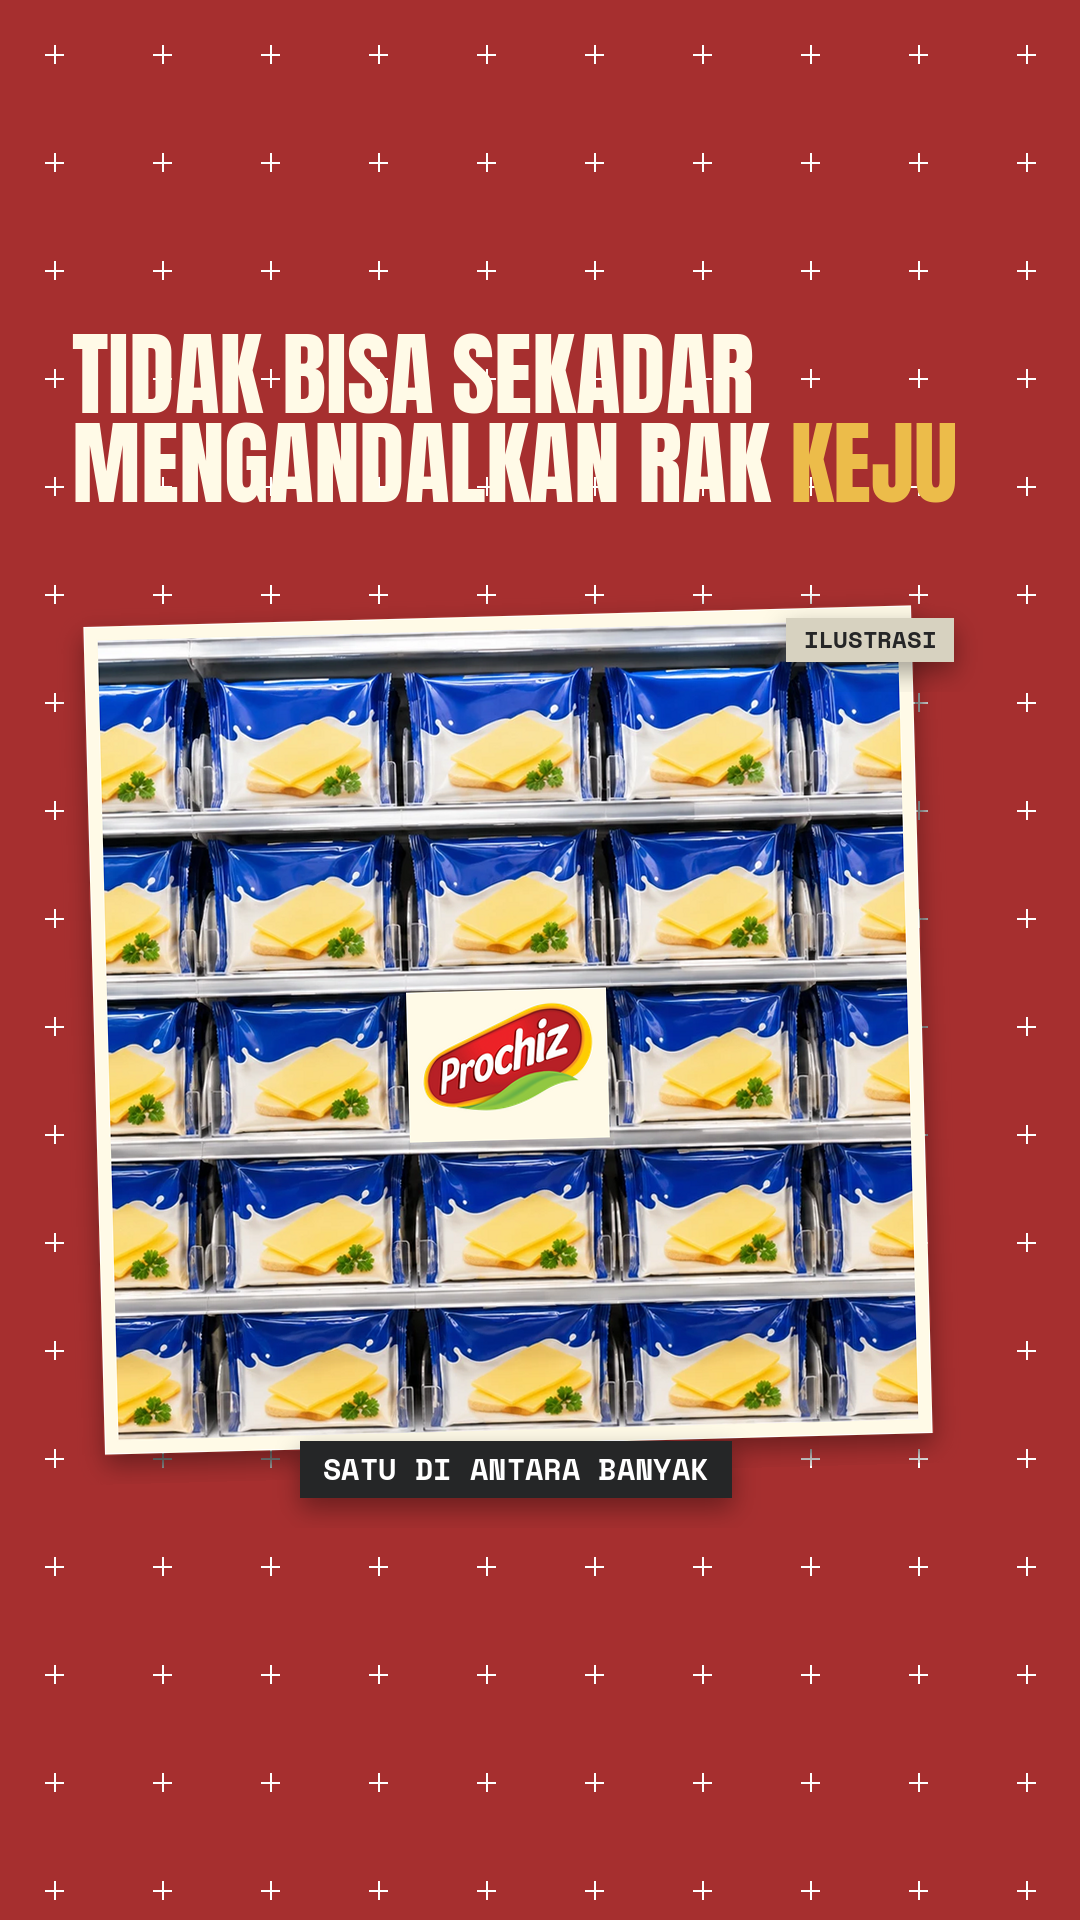 TIDAK BISA SEKADAR
MENGANDALKAN RAK KEJU
ILUSTRASI
Prochiz
SATU DI ANTARA BANYAK